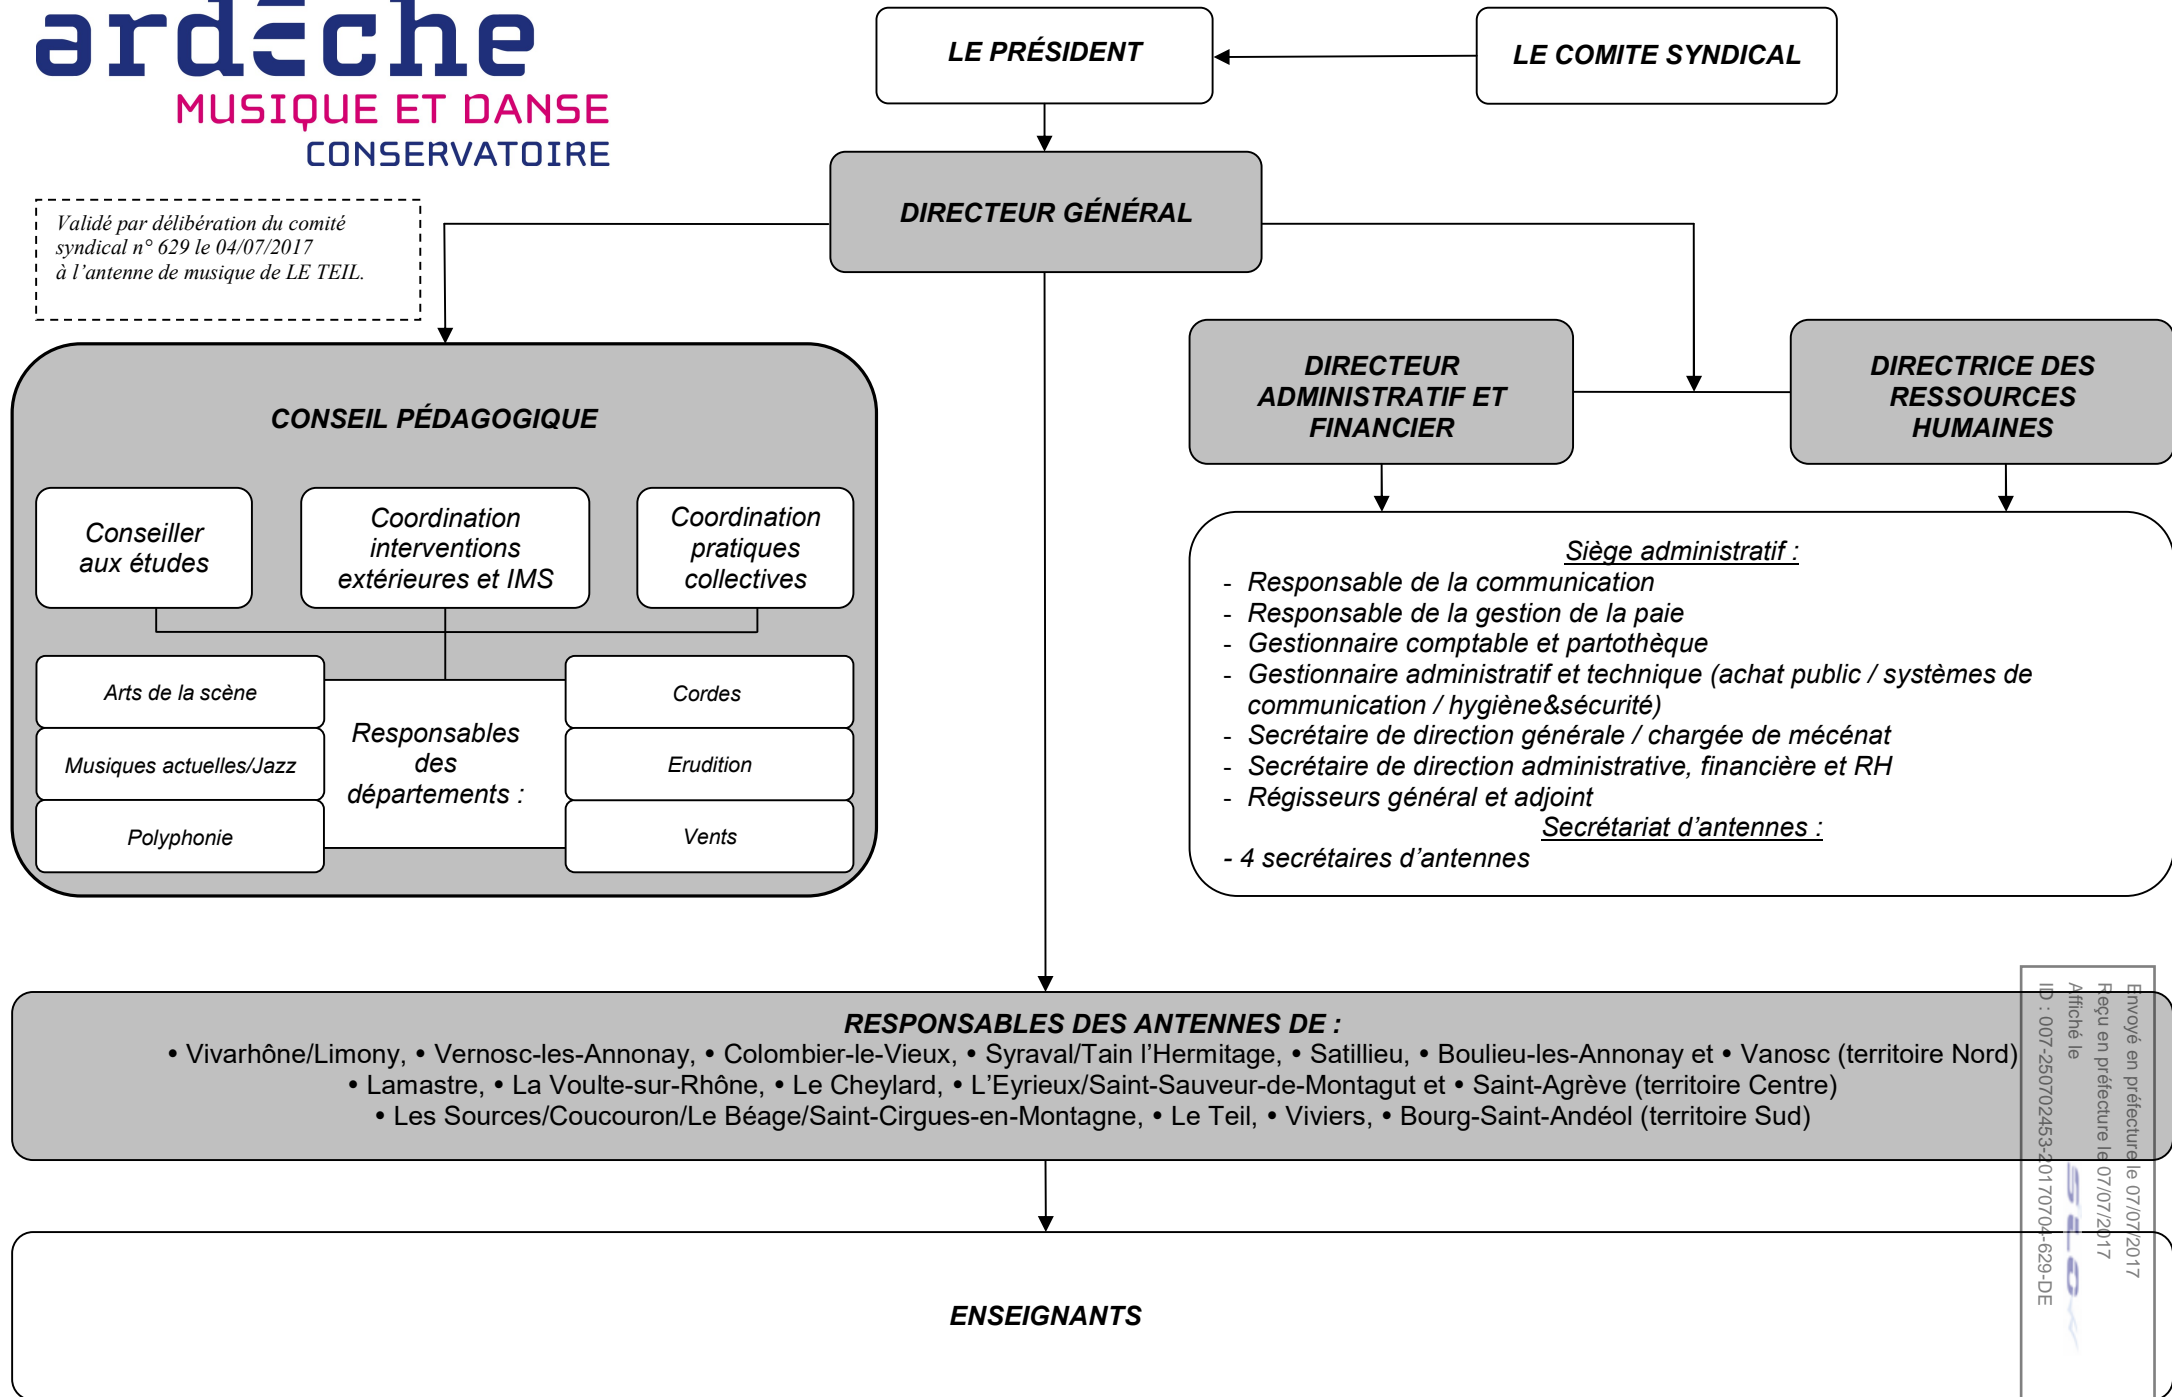 ardèche
MUSIQUE ET DANSE
CONSERVATOIRE
LE PRÉSIDENT
LE COMITE SYNDICAL
DIRECTEUR GÉNÉRAL
Validé par délibération du comité
syndical n° 629 le 04/07/2017
à l’antenne de musique de LE TEIL.
CONSEIL PÉDAGOGIQUE
Conseiller
aux études
Coordination
interventions
extérieures et IMS
Coordination
pratiques
collectives
Arts de la scène
Musiques actuelles/Jazz
Polyphonie
Responsables
des
départements :
Cordes
Erudition
Vents
DIRECTEUR
ADMINISTRATIF ET
FINANCIER
DIRECTRICE DES
RESSOURCES
HUMAINES
Siège administratif :
- Responsable de la communication
- Responsable de la gestion de la paie
- Gestionnaire comptable et partothèque
- Gestionnaire administratif et technique (achat public / systèmes de
communication / hygiène&sécurité)
- Secrétaire de direction générale / chargée de mécénat
- Secrétaire de direction administrative, financière et RH
- Régisseurs général et adjoint
Secrétariat d’antennes :
- 4 secrétaires d’antennes
RESPONSABLES DES ANTENNES DE :
• Vivarhône/Limony, • Vernosc-les-Annonay, • Colombier-le-Vieux, • Syraval/Tain l’Hermitage, • Satillieu, • Boulieu-les-Annonay et • Vanosc (territoire Nord)
• Lamastre, • La Voulte-sur-Rhône, • Le Cheylard, • L’Eyrieux/Saint-Sauveur-de-Montagut et • Saint-Agrève (territoire Centre)
• Les Sources/Coucouron/Le Béage/Saint-Cirgues-en-Montagne, • Le Teil, • Viviers, • Bourg-Saint-Andéol (territoire Sud)
ENSEIGNANTS
Envoyé en préfecture le 07/07/2017
Reçu en préfecture le 07/07/2017
Affiché le
SLOW
ID : 007-250702453-20170704-629-DE